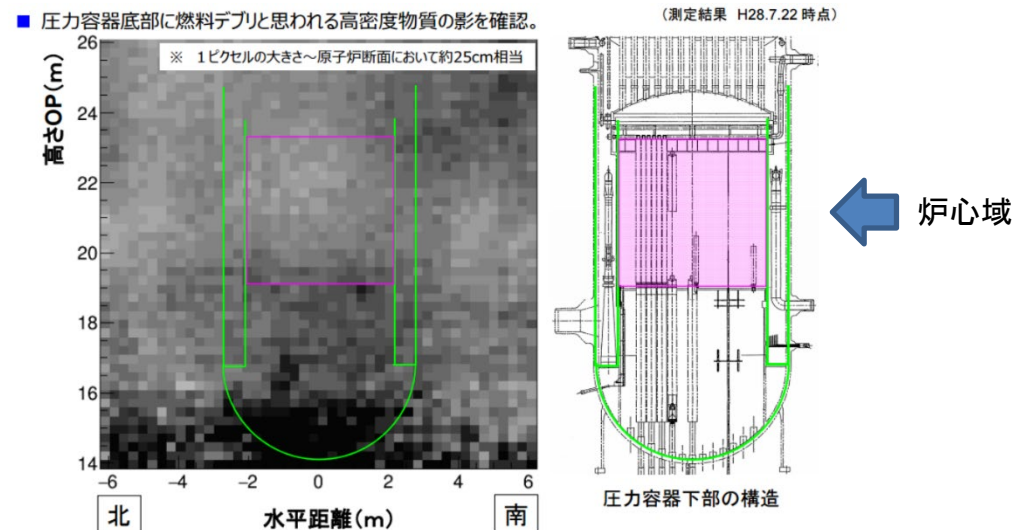 ■ 圧力容器底部に燃料デブリと思われる高密度物質の影を確認。
(測定結果 H28.7.22 時点)
※ 1ピクセルの大きさ~原子炉断面において約25cm相当
高さOP(m)
26
24
22
20
18
16
14
-6 -4 -2 0 2 4 6
北 水平距離(m) 南
炉心域
圧力容器下部の構造